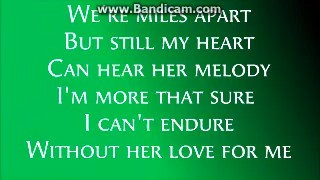 We're miles apart
www.Bandicam.com
But still my heart
Can hear her melody
I'm more that sure
I can't endure
Without her love for me